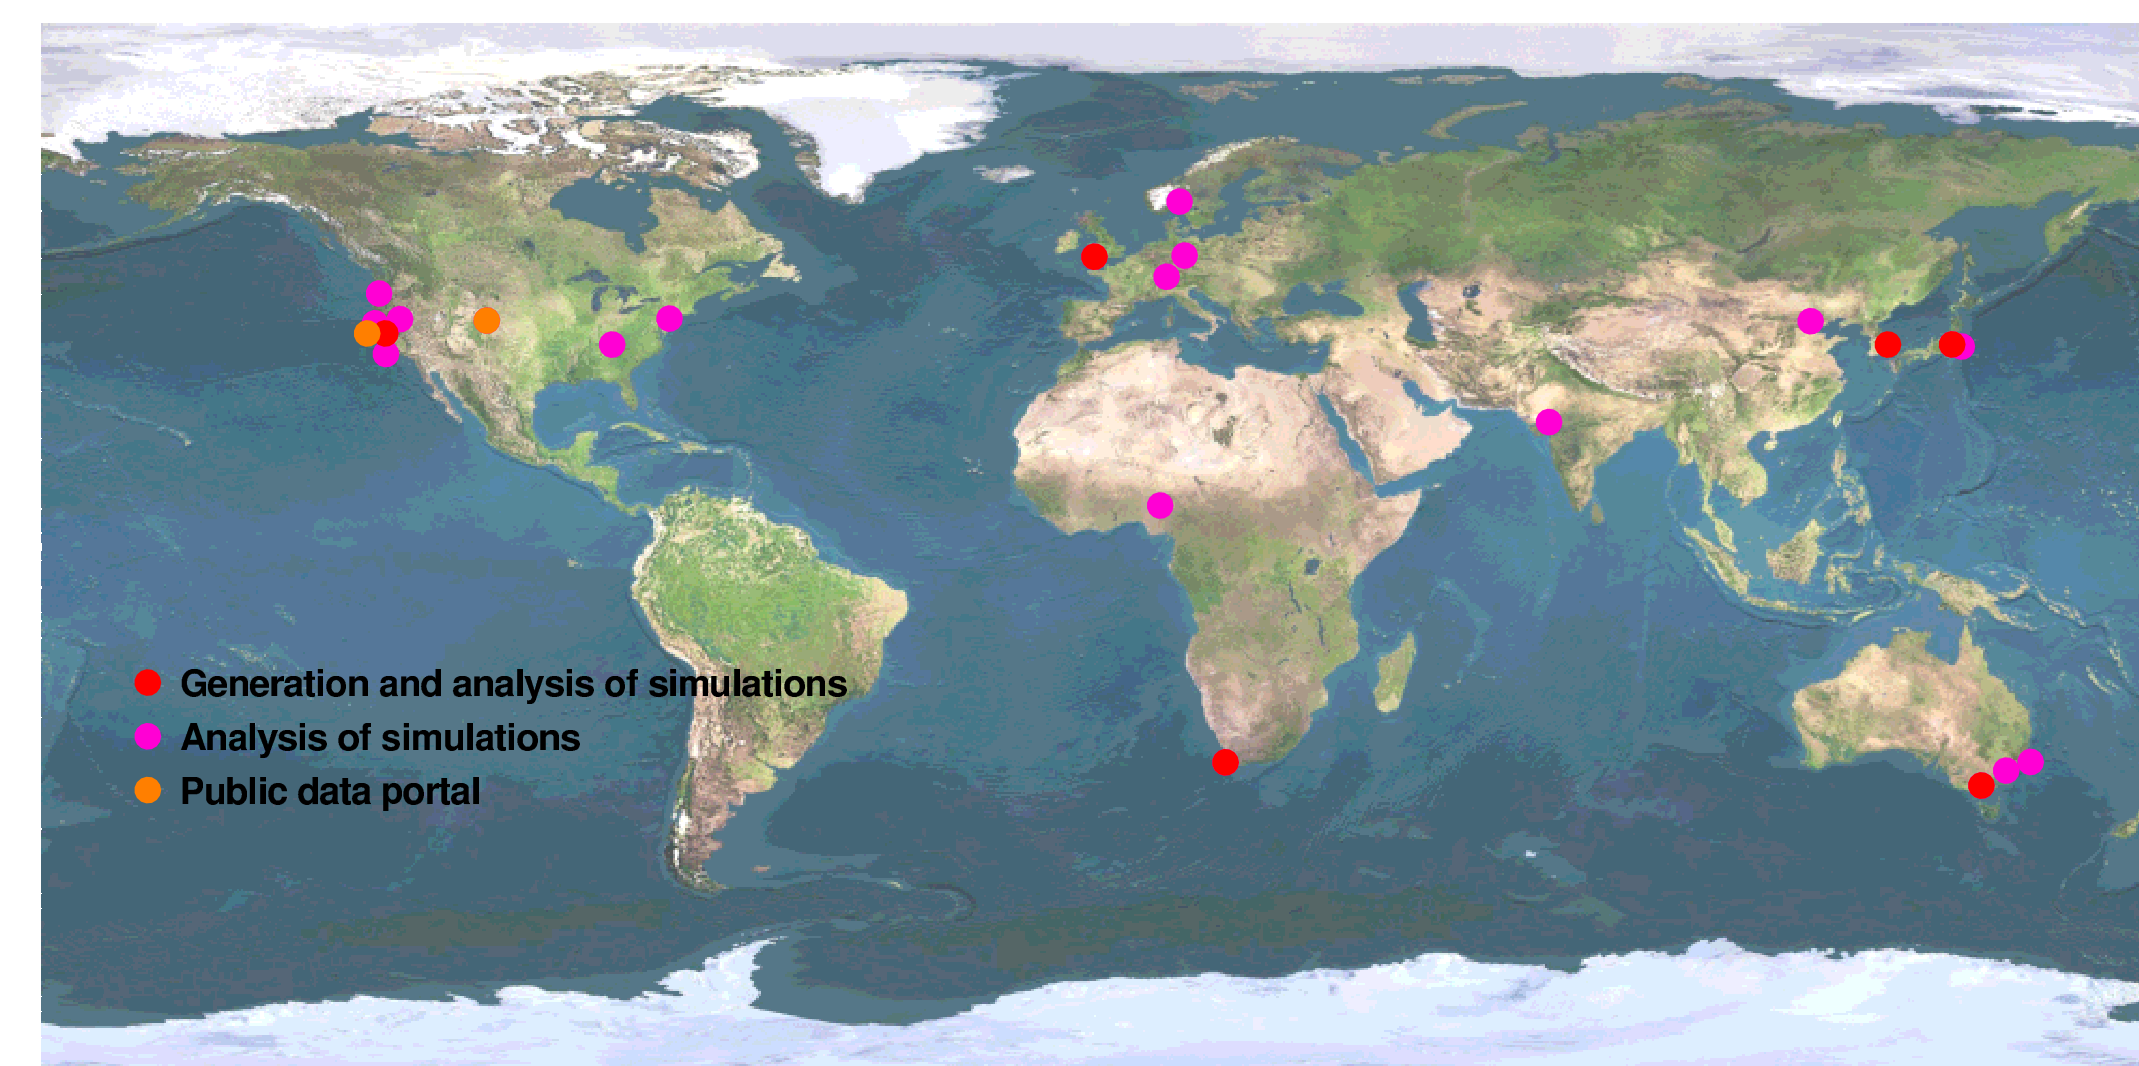 Generation and analysis of simulations
Analysis of simulations
Public data portal